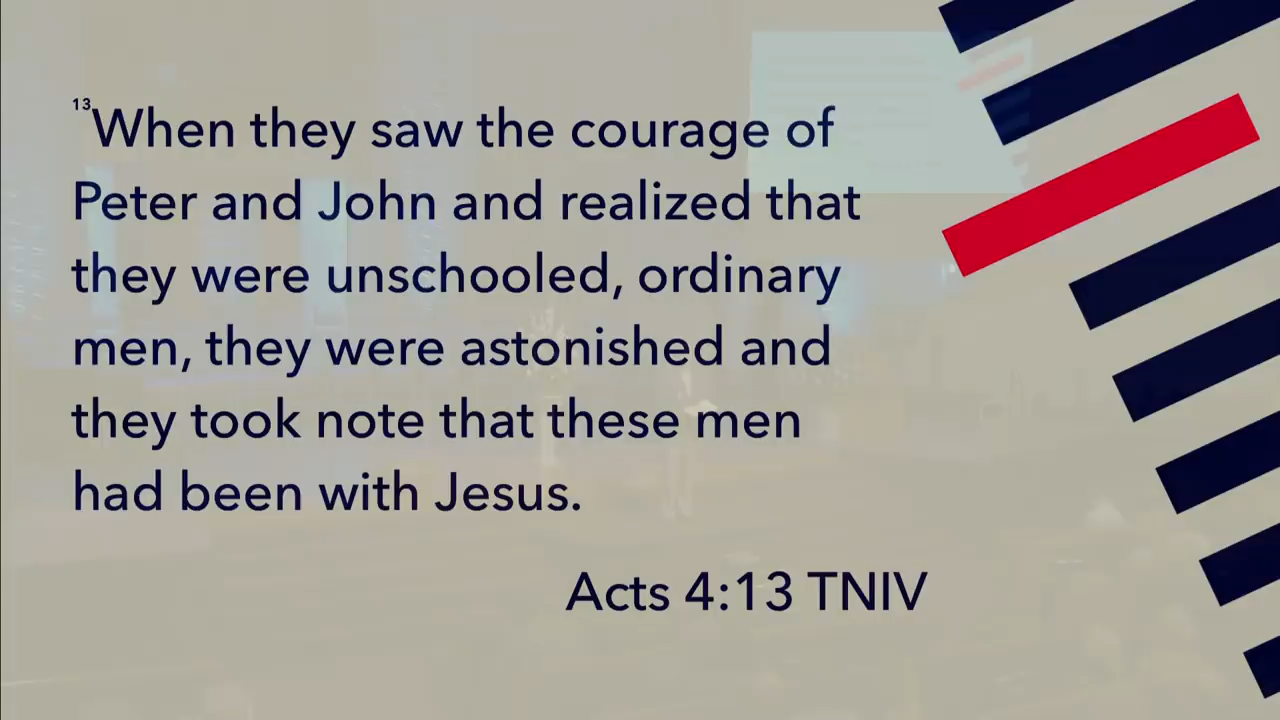 13When they saw the courage of
Peter and John and realized that
they were unschooled, ordinary
men, they were astonished and
they took note that these men
had been with Jesus.
Acts 4:13 TNIV